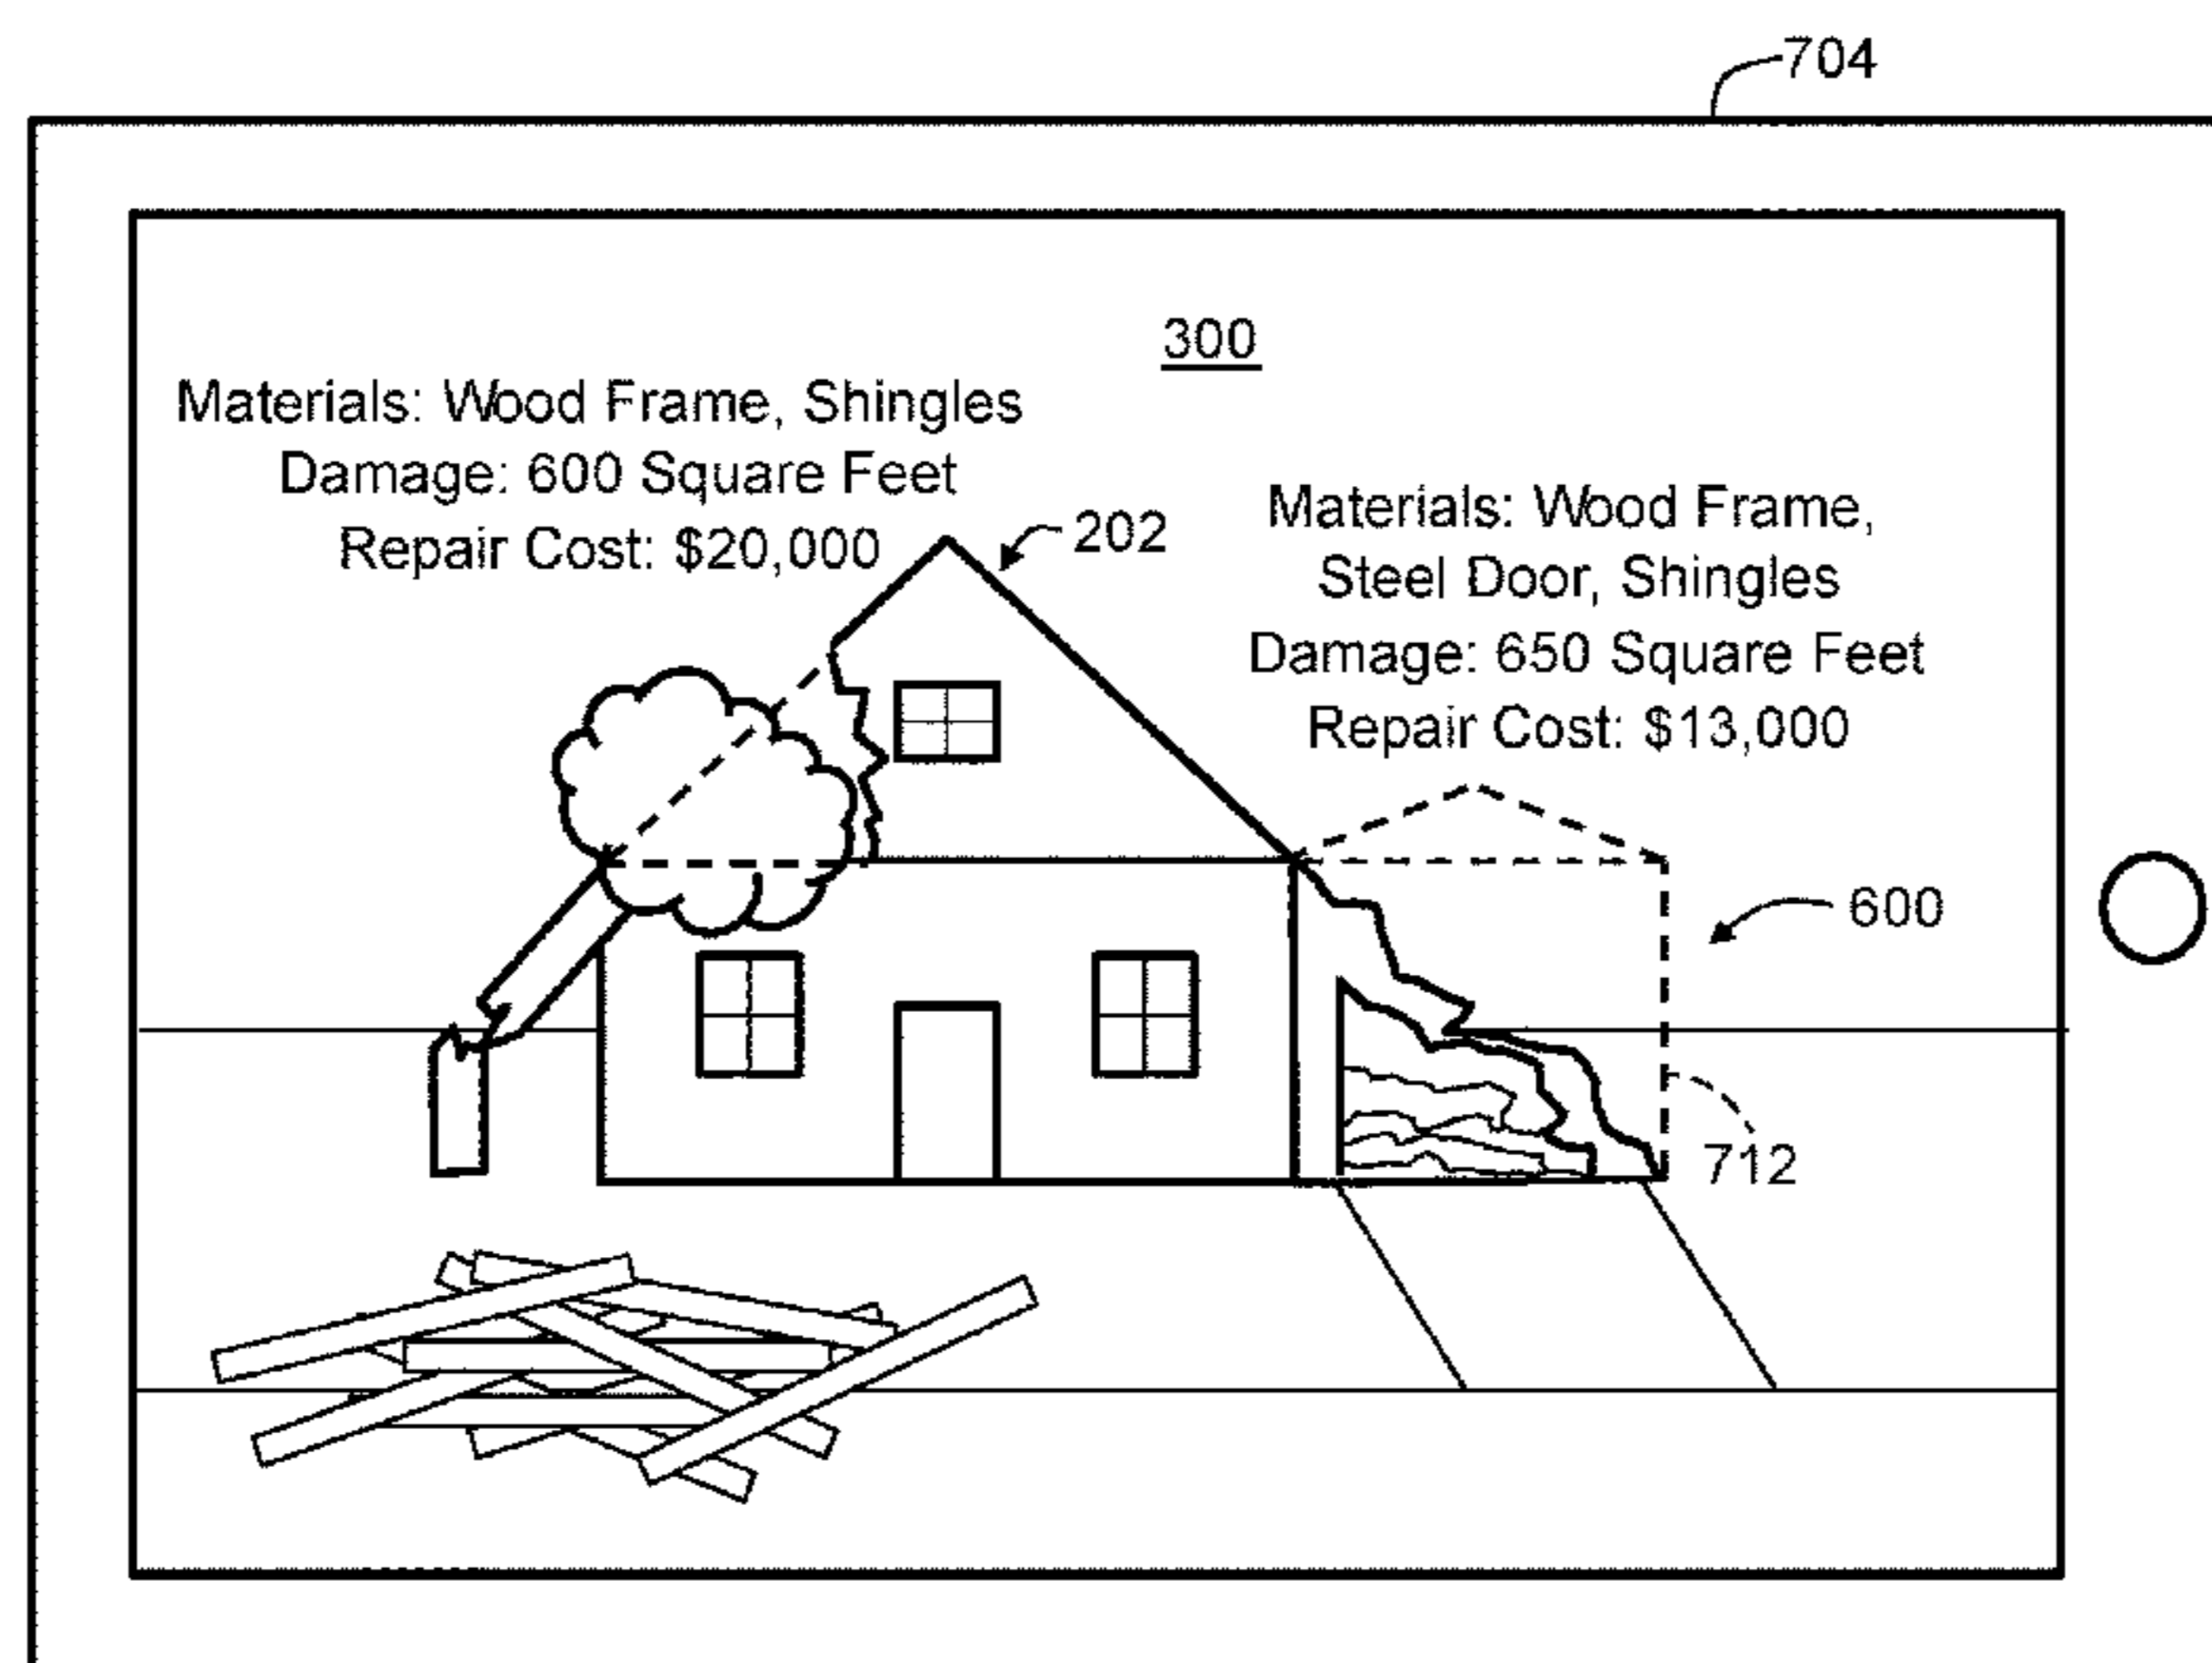 704
300
Materials: Wood Frame, Shingles
Damage: 600 Square Feet
Repair Cost: $20,000
202
Materials: Wood Frame,
Steel Door, Shingles
Damage: 650 Square Feet
Repair Cost: $13,000
600
712